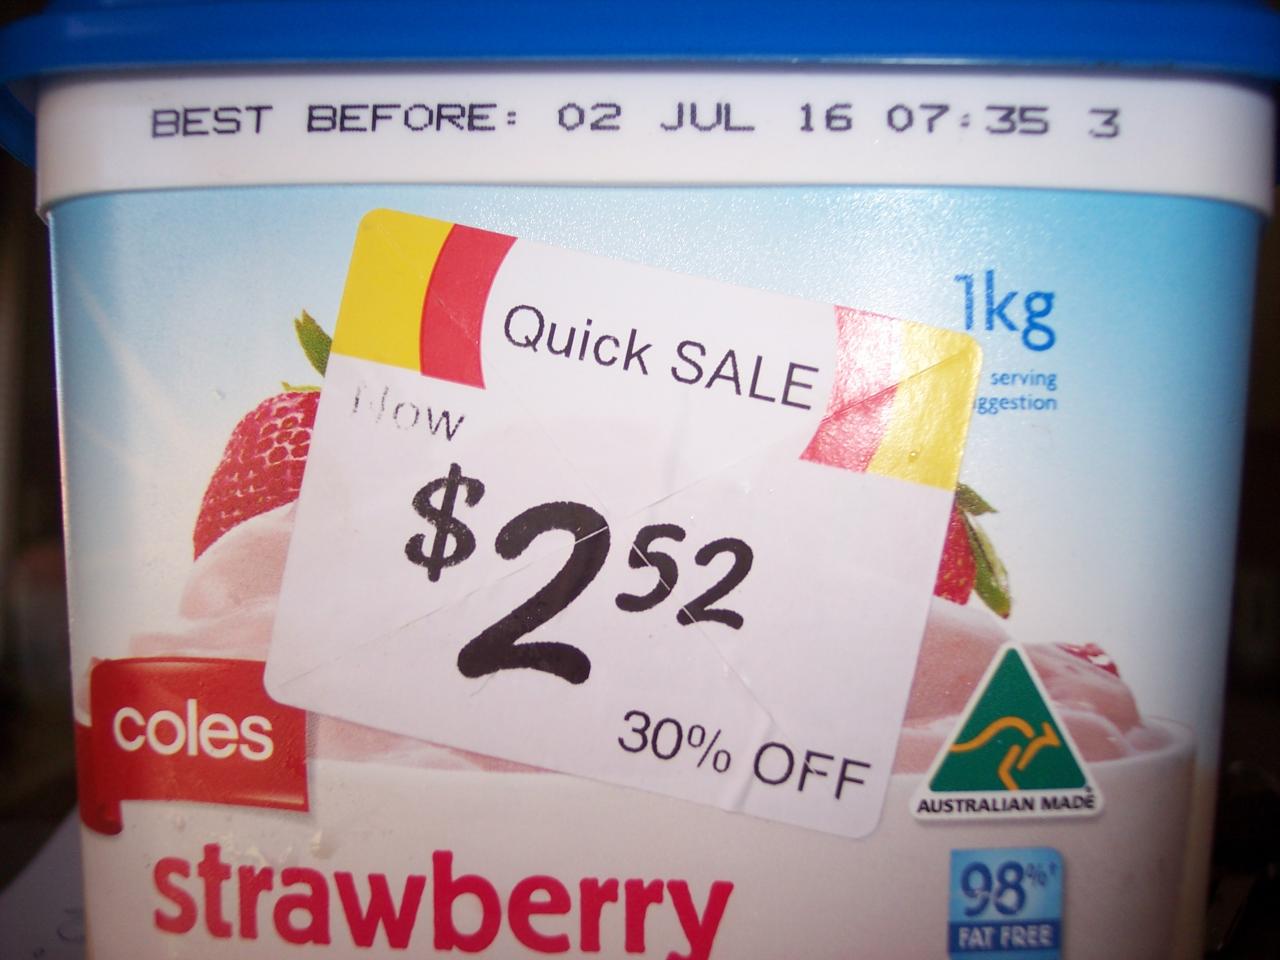 BEST BEFORE: 02 JUL 16 07:35 3
1kg
serving
Quick SALE
Now
$2 52
30% OFF
coles
AUSTRALIAN MADE
strawberry
98%†
FAT FREE